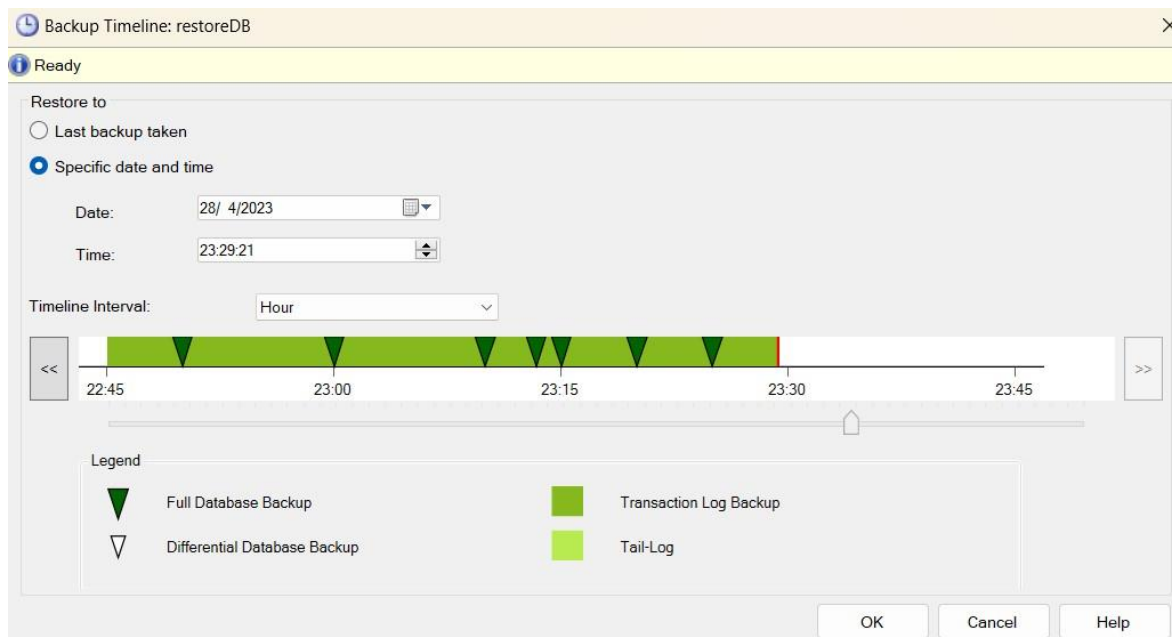 Backup Timeline: restoreDB
Ready
Restore to
Last backup taken
Specific date and time
Date: 28/ 4/2023
Time: 23:29:21
Timeline Interval: Hour
<< >>
22:45 23:00 23:15 23:30 23:45
Legend
Full Database Backup Transaction Log Backup
Differential Database Backup Tail-Log
OK Cancel Help